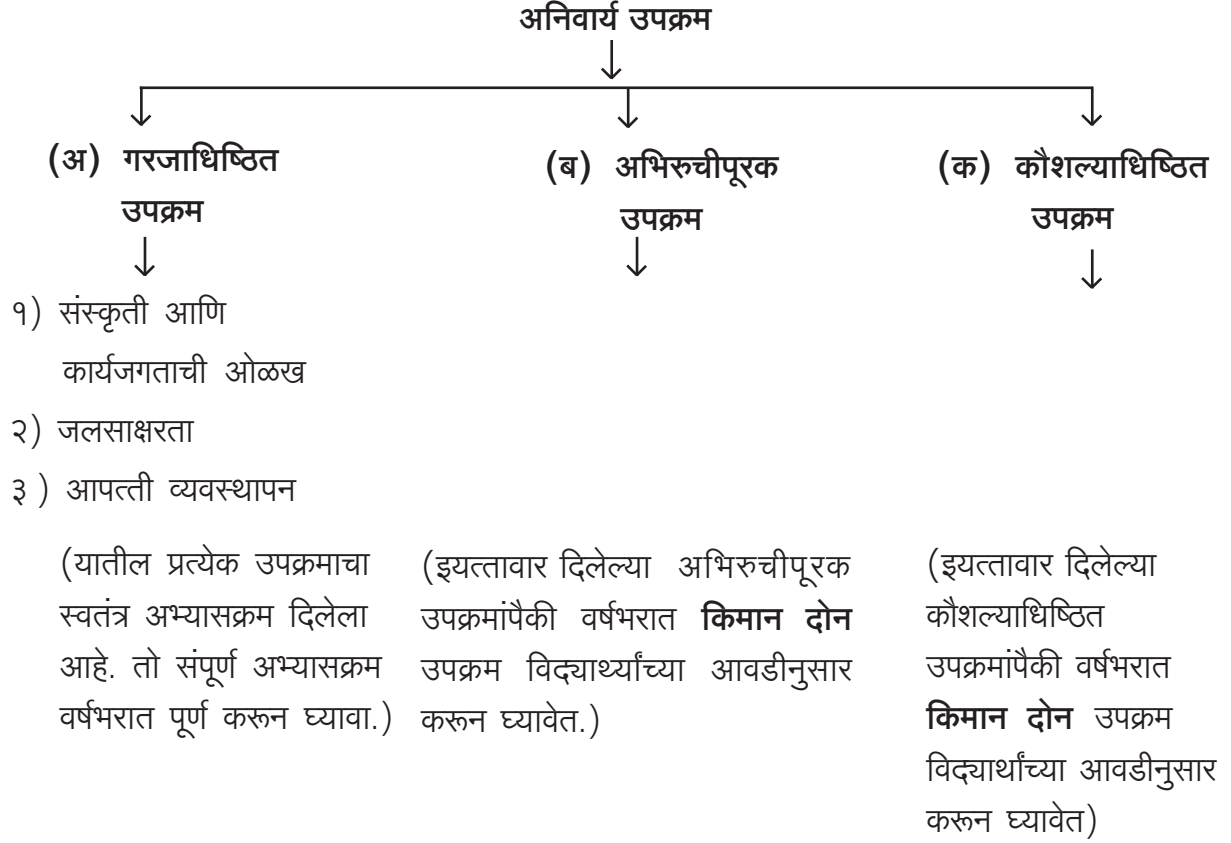 अनिवार्य उपक्रम
(अ) गरजाधिष्ठित
उपक्रम
(ब) अभिरुचीपूरक
उपक्रम
(क) कौशल्याधिष्ठित
उपक्रम
१) संस्कृती आणि
कार्यजगताची ओळख
२) जलसाक्षरता
३ ) आपत्ती व्यवस्थापन
(यातील प्रत्येक उपक्रमाचा
स्वतंत्र अभ्यासक्रम दिलेला
आहे. तो संपूर्ण अभ्यासक्रम
वर्षभरात पूर्ण करून घ्यावा.)
(इयत्तावार दिलेल्या अभिरुचीपूरक
उपक्रमांपैकी वर्षभरात किमान दोन
उपक्रम विद्यार्थ्यांच्या आवडीनुसार
करून घ्यावेत.)
(इयत्तावार दिलेल्या
कौशल्याधिष्ठित
उपक्रमांपैकी वर्षभरात
किमान दोन उपक्रम
विद्यार्थांच्या आवडीनुसार
करून घ्यावेत)